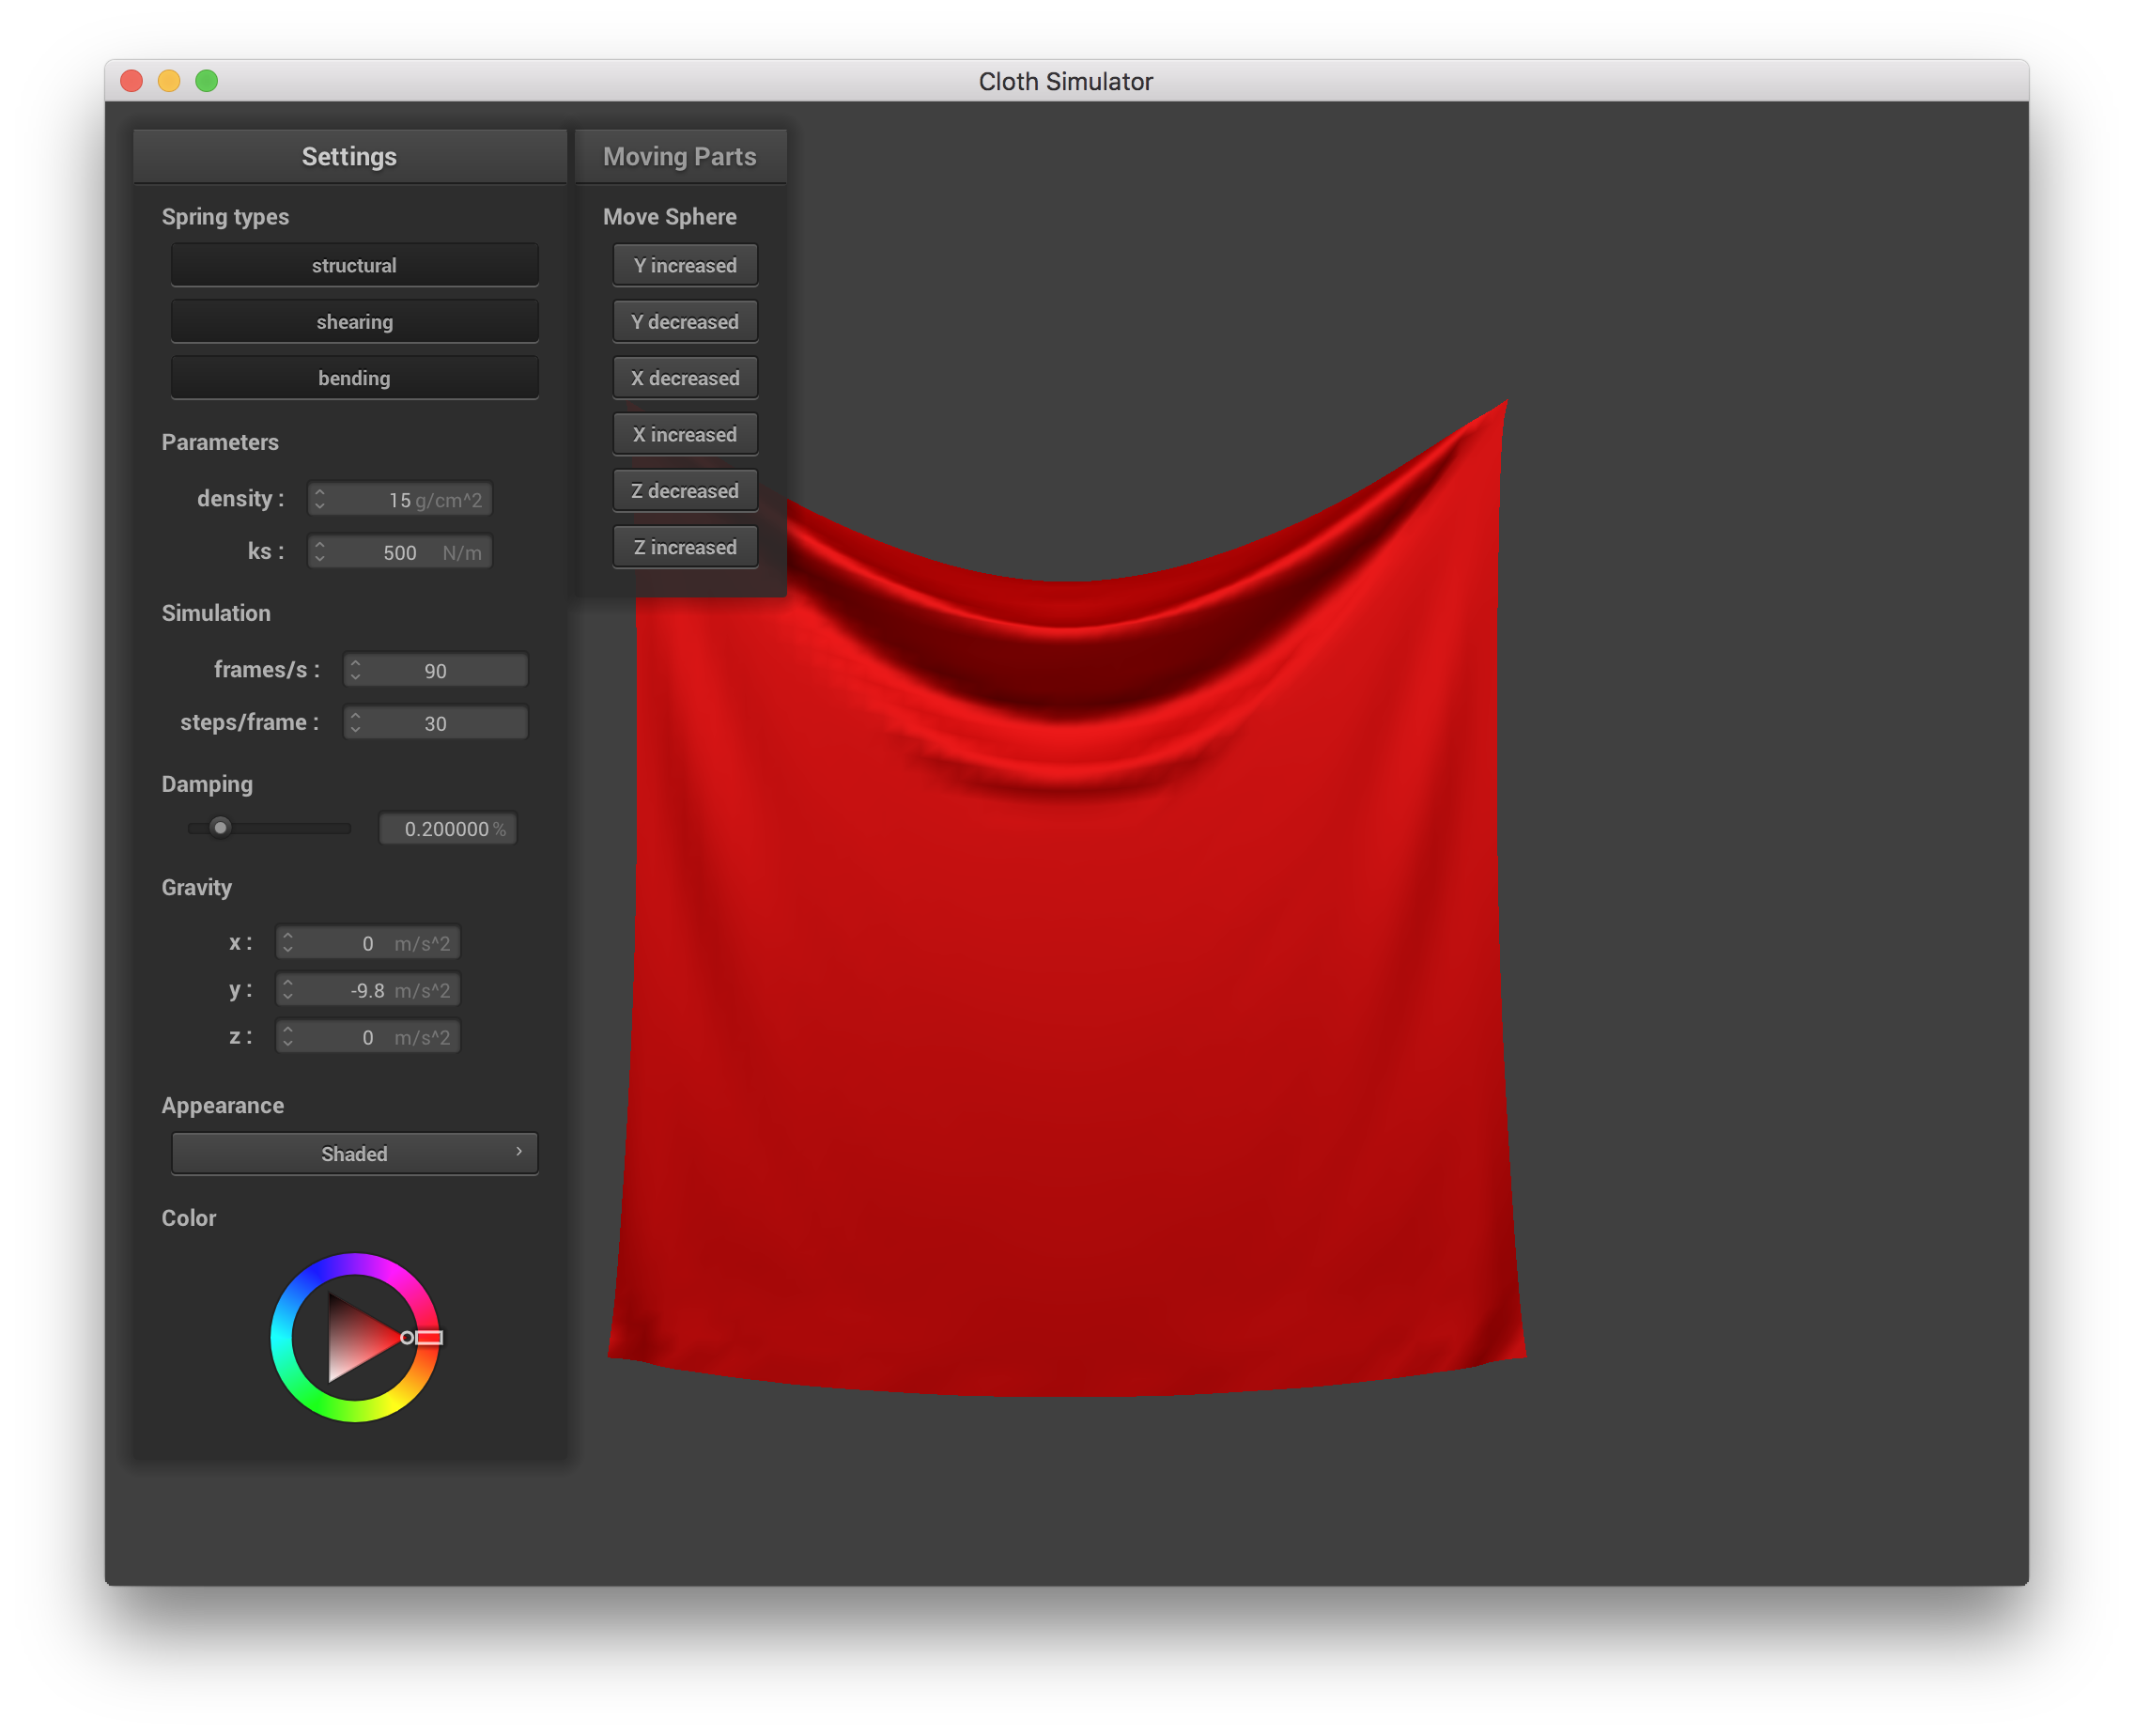 Cloth Simulator
Settings
Spring types
structural
shearing
bending
Parameters
density : 15 g/cm^2
ks : 500 N/m
Simulation
frames/s : 90
steps/frame : 30
Damping
0.200000 %
Gravity
x : 0 m/s^2
y : -9.8 m/s^2
z : 0 m/s^2
Appearance
Shaded
Color
Moving Parts
Move Sphere
Y increased
Y decreased
X decreased
X increased
Z decreased
Z increased